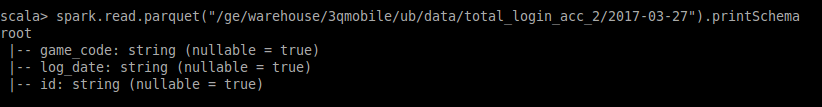 scala> spark.read.parquet("/ge/warehouse/3qmobile/ub/data/total_login_acc_2/2017-03-27").printSchema
root
 |-- game_code: string (nullable = true)
 |-- log_date: string (nullable = true)
 |-- id: string (nullable = true)